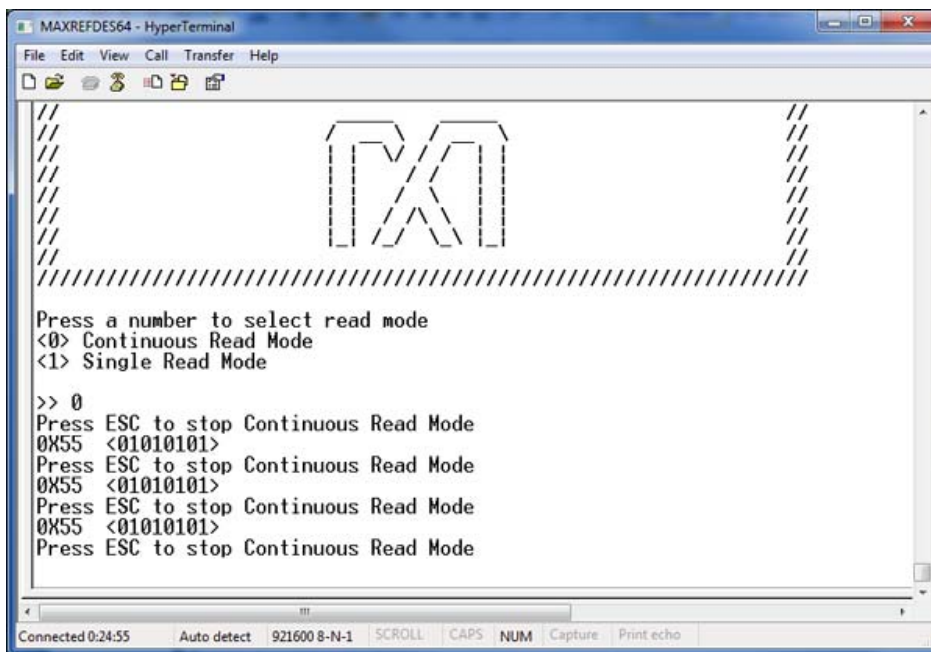 MAXREFDES64 - HyperTerminal
File Edit View Call Transfer Help
Press a number to select read mode
<0> Continuous Read Mode
<1> Single Read Mode
>> 0
Press ESC to stop Continuous Read Mode
0X55 <01010101>
Press ESC to stop Continuous Read Mode
0X55 <01010101>
Press ESC to stop Continuous Read Mode
0X55 <01010101>
Press ESC to stop Continuous Read Mode
Connected 0:24:55 Auto detect 921600 8-N-1 SCROLL CAPS NUM Capture Print echo